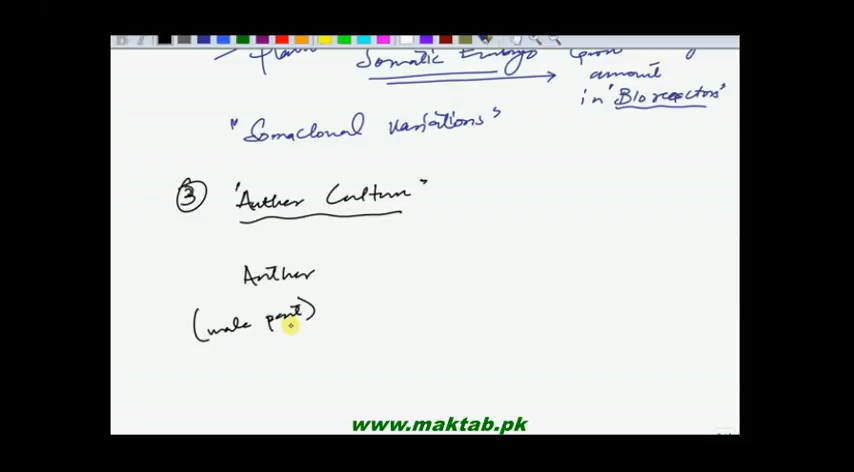 Somatic Embryo
amount
in 'Bioreactors'
"Somaclonal Variations"
③ 'Anther Culture"
Anther
(male part)
www.maktab.pk